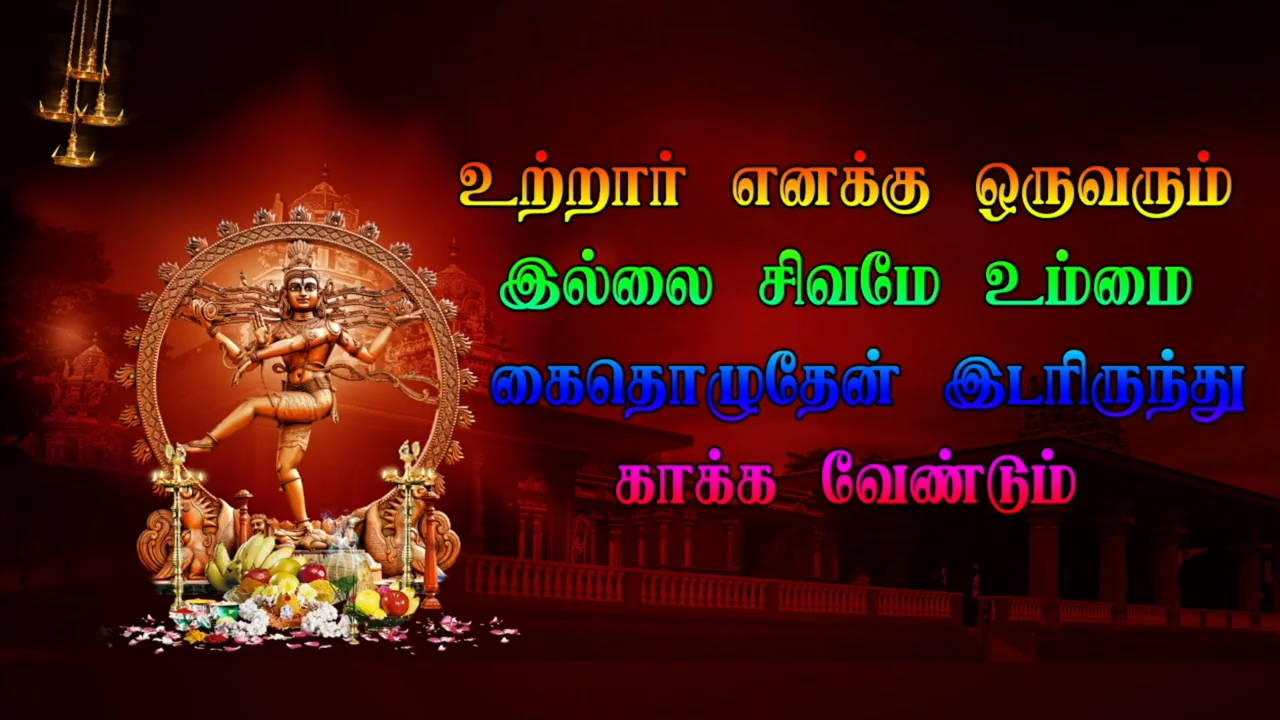 உற்றார் எனக்கு ஒருவரும்
இல்லை சிவமே உம்மை
கைதொழுதேன் இடரிருந்து
காக்க வேண்டும்